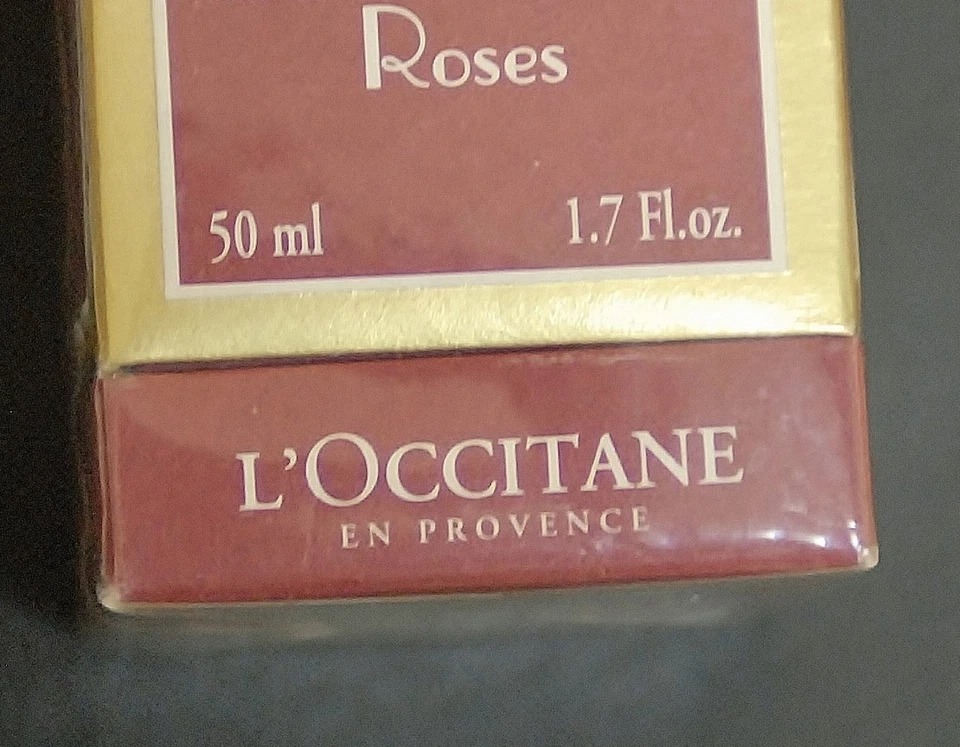 Roses
50 ml 1.7 Fl.oz.
L'OCCITANE
EN PROVENCE